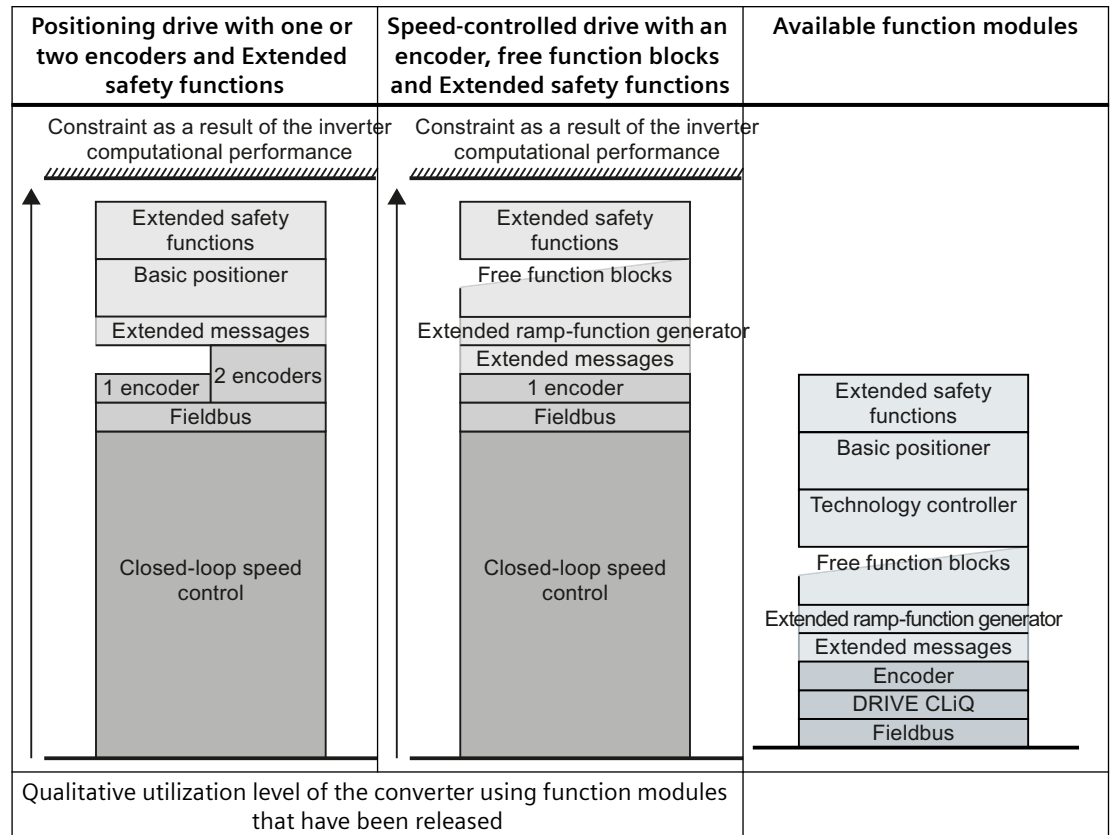 Positioning drive with one or
two encoders and Extended
safety functions
Speed-controlled drive with an
encoder, free function blocks
and Extended safety functions
Available function modules
Constraint as a result of the inverter
computational performance
Extended safety
functions
Basic positioner
Extended messages
1 encoder
2 encoders
Fieldbus
Closed-loop speed
control
Constraint as a result of the inverter
computational performance
Extended safety
functions
Free function blocks
Extended ramp-function generator
Extended messages
1 encoder
Fieldbus
Closed-loop speed
control
Extended safety
functions
Basic positioner
Technology controller
Free function blocks
Extended ramp-function generator
Extended messages
Encoder
DRIVE CLiQ
Fieldbus
Qualitative utilization level of the converter using function modules
that have been released